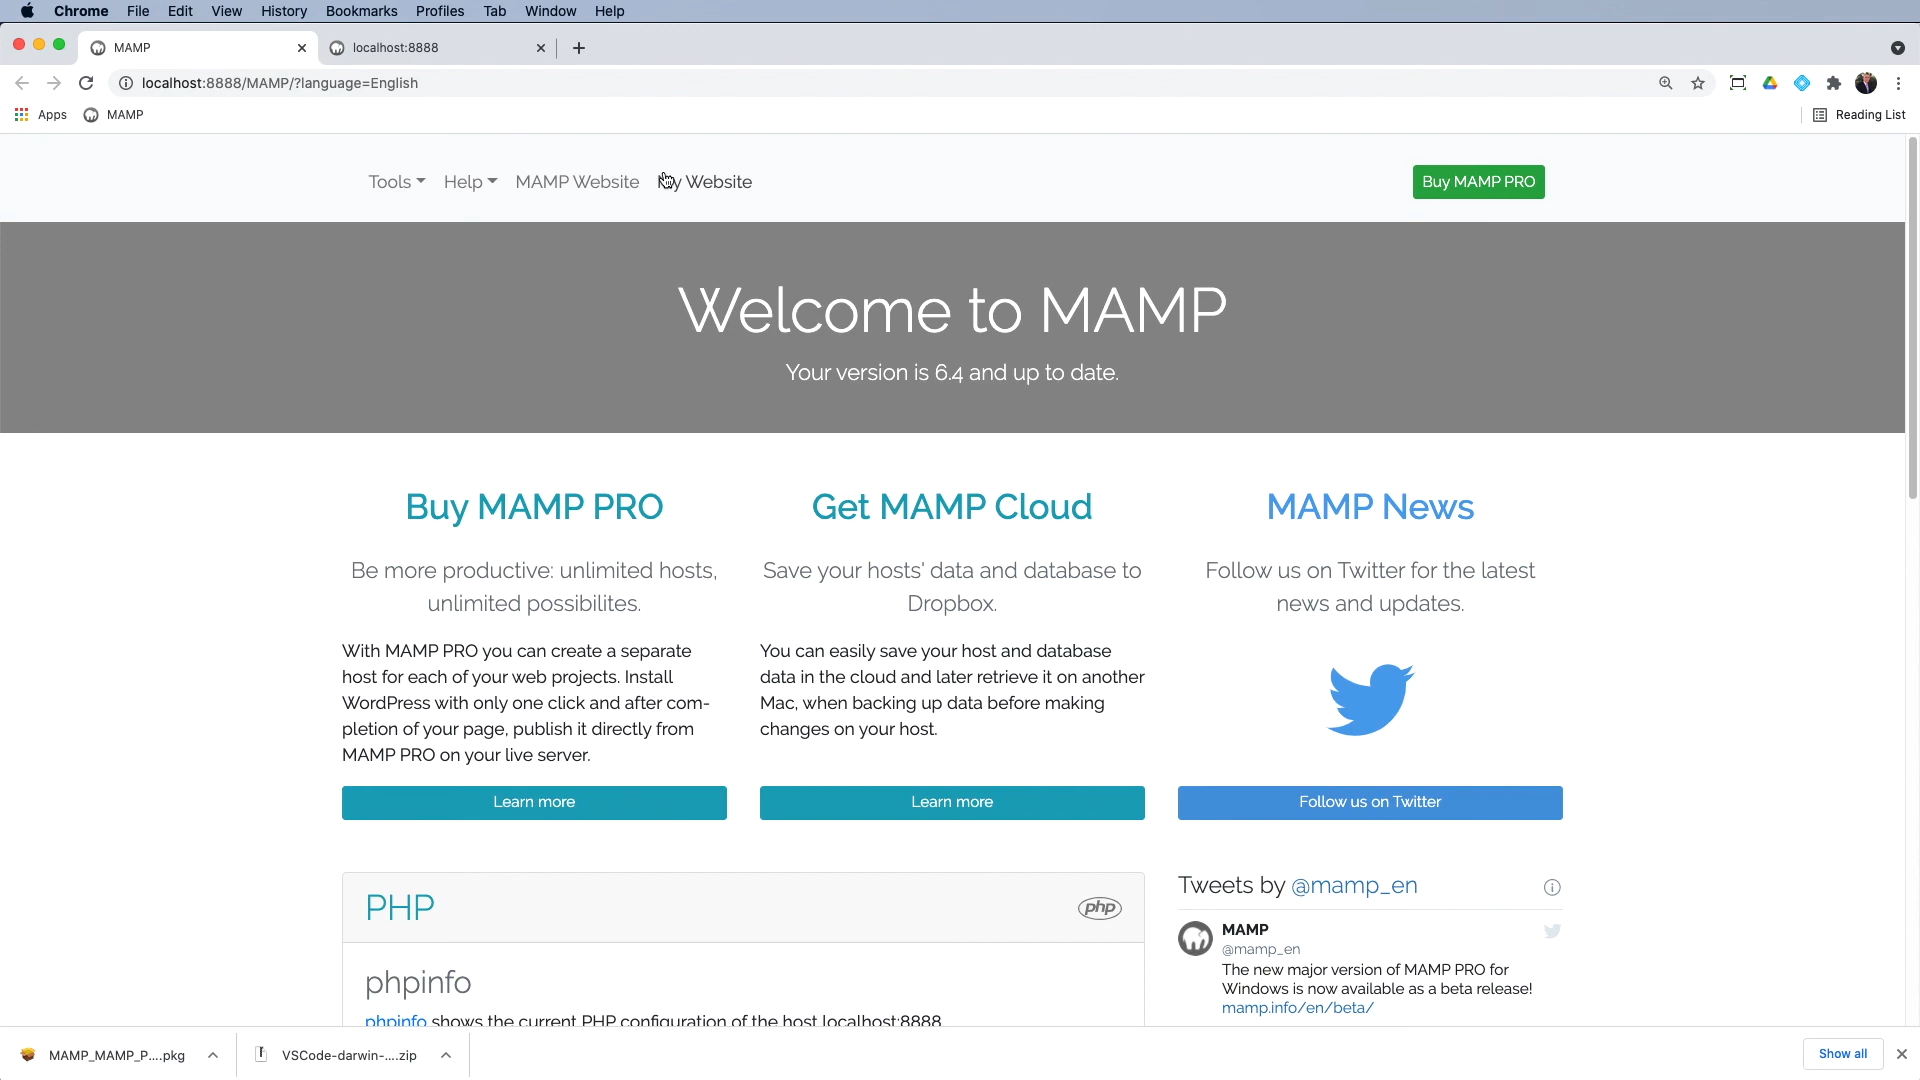 Chrome File Edit View History Bookmarks Profiles Tab Window Help
MAMP
localhost:8888
localhost:8888/MAMP/?language=English
Apps
MAMP
Reading List
Tools Help MAMP Website My Website
Buy MAMP PRO
Welcome to MAMP
Your version is 6.4 and up to date.
Buy MAMP PRO
Be more productive: unlimited hosts,
unlimited possibilites.
With MAMP PRO you can create a separate
host for each of your web projects. Install
WordPress with only one click and after com-
pletion of your page, publish it directly from
MAMP PRO on your live server.
Learn more
Get MAMP Cloud
Save your hosts' data and database to
Dropbox.
You can easily save your host and database
data in the cloud and later retrieve it on another
Mac, when backing up data before making
changes on your host.
Learn more
MAMP News
Follow us on Twitter for the latest
news and updates.
Follow us on Twitter
PHP
php
phpinfo
phpinfo shows the current PHP configuration of the host localhost:8888
Tweets by @mamp_en
MAMP
@mamp_en
The new major version of MAMP PRO for
Windows is now available as a beta release!
mamp.info/en/beta/
MAMP_MAMP_P....pkg
VSCode-darwin-....zip
Show all